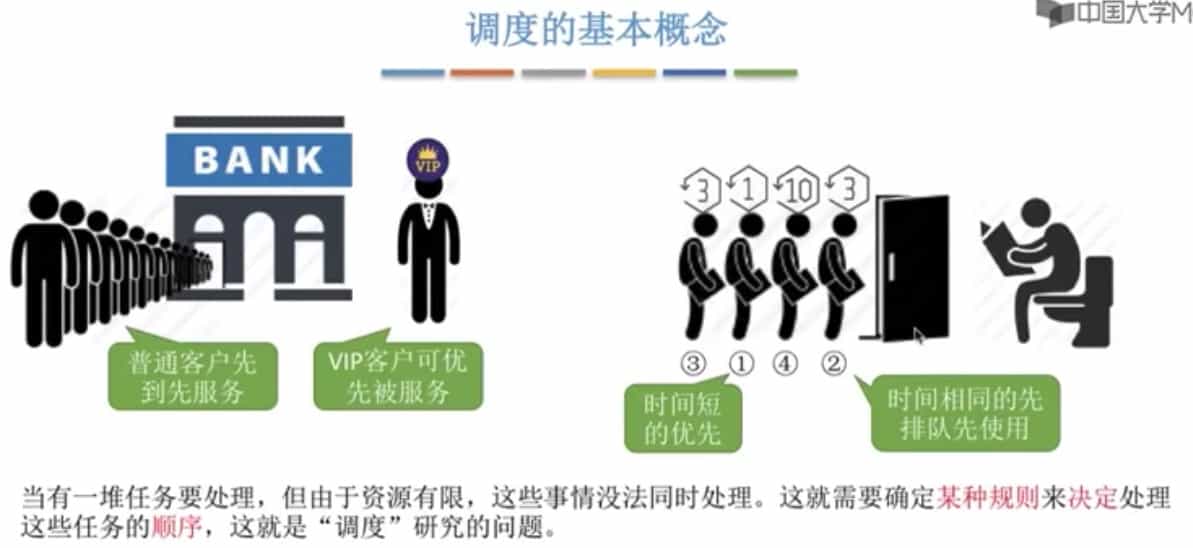 调度的基本概念
中国大学M
BANK
VIP
3
1
10
3
③
①
④
②
普通客户先
到先服务
VIP客户可优
先被服务
时间短
的优先
时间相同的先
排队先使用
当有一堆任务要处理，但由于资源有限，这些事情没法同时处理。这就需要确定某种规则来决定处理
这些任务的顺序，这就是“调度”研究的问题。